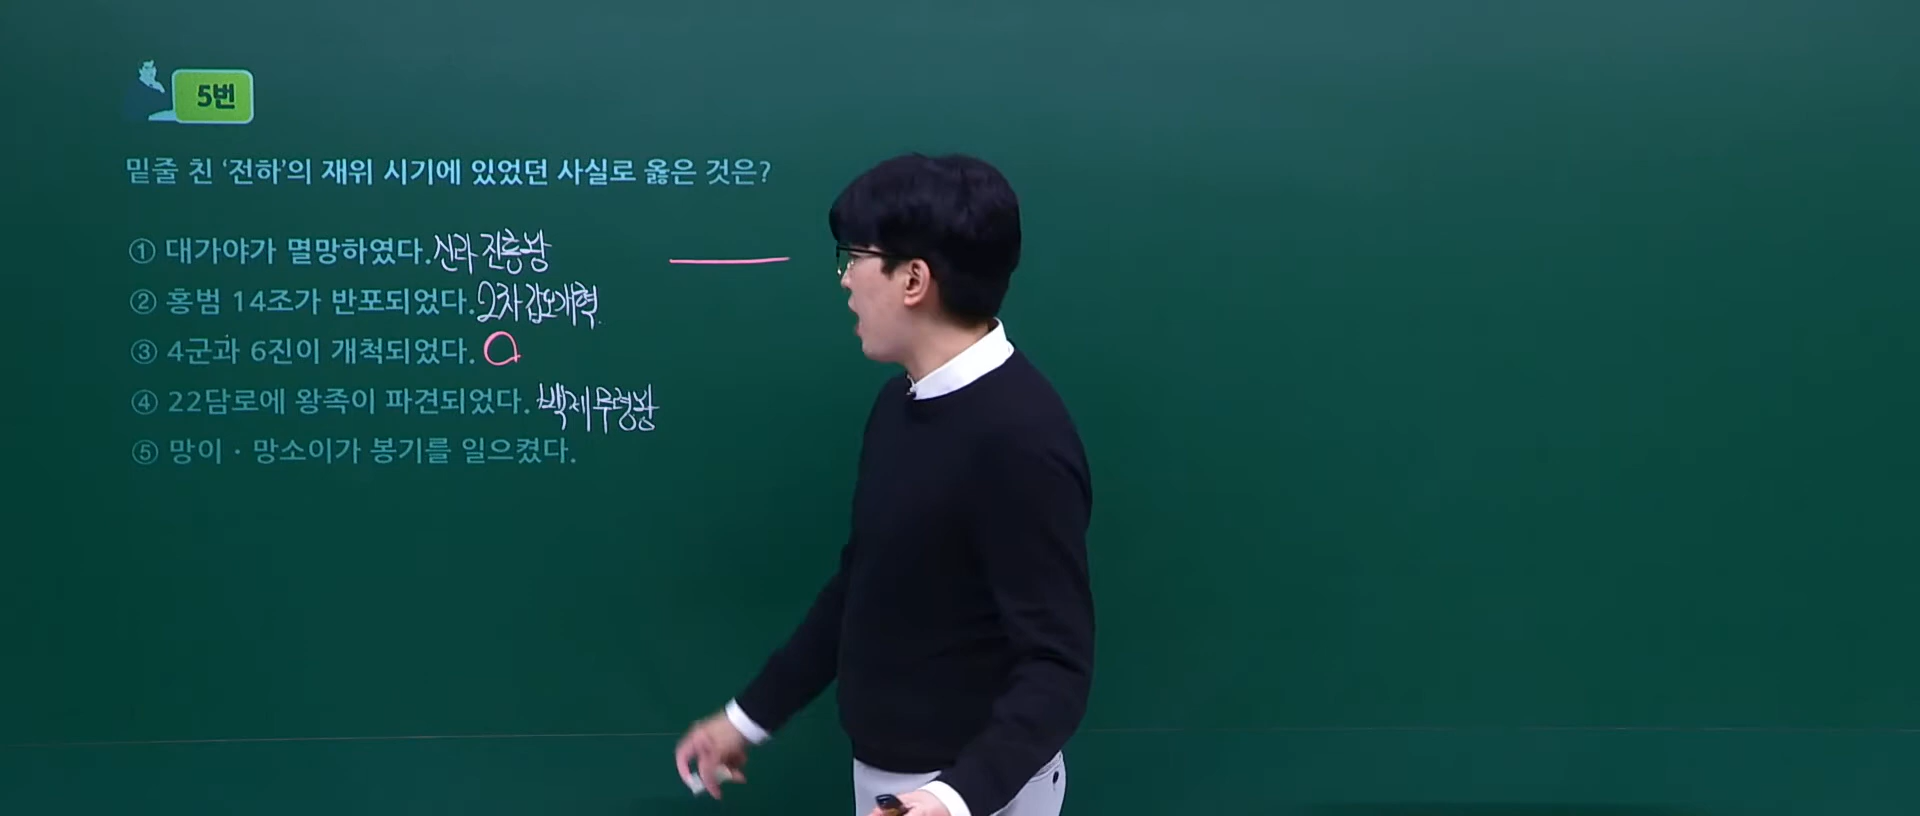 5번
밑줄 친 ‘전하’의 재위 시기에 있었던 사실로 옳은 것은?
① 대가야가 멸망하였다. 신라 진흥왕
② 홍범 14조가 반포되었다. 2차 갑오개혁.
③ 4군과 6진이 개척되었다.
④ 22담로에 왕족이 파견되었다. 백제 무령왕
⑤ 망이 · 망소이가 봉기를 일으켰다.